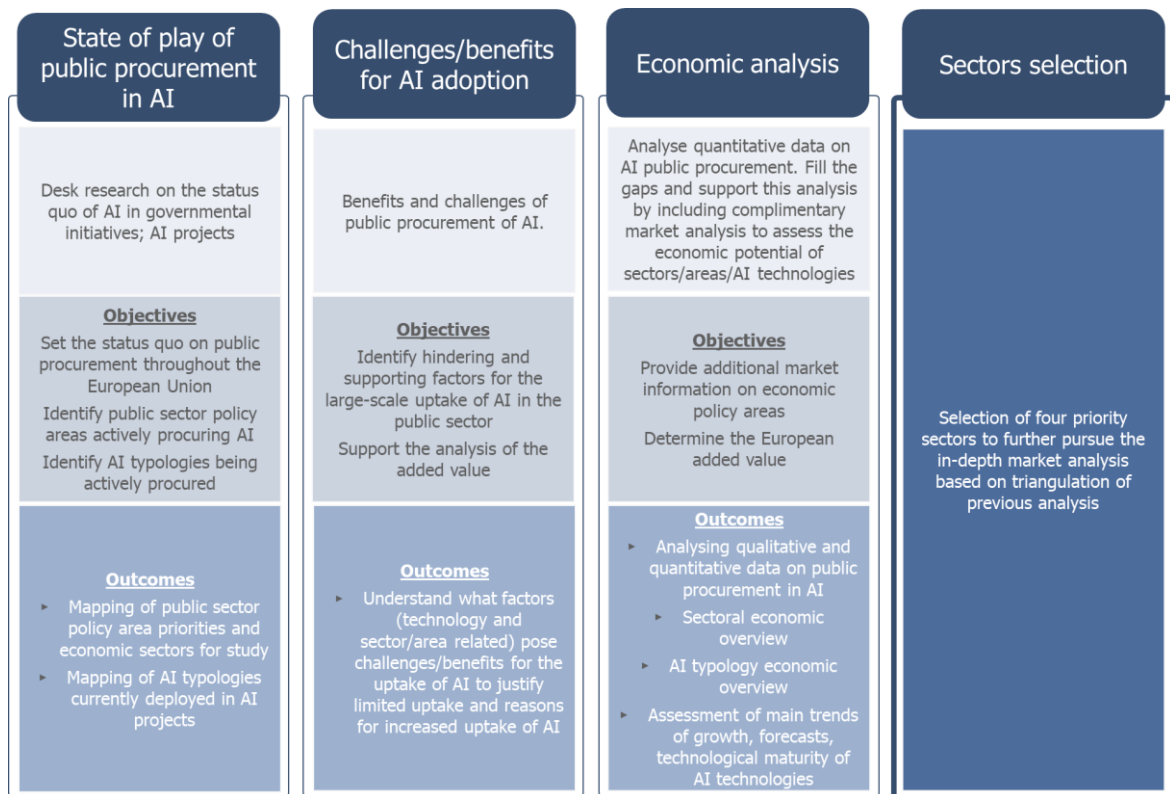 State of play of
public procurement
in AI
Desk research on the status
quo of AI in governmental
initiatives; AI projects
Objectives
Set the status quo on public
procurement throughout the
European Union
Identify public sector policy
areas actively procuring AI
Identify AI typologies being
actively procured
Outcomes
▸ Mapping of public sector
policy area priorities and
economic sectors for study
▸ Mapping of AI typologies
currently deployed in AI
projects
Challenges/benefits
for AI adoption
Benefits and challenges of
public procurement of AI.
Objectives
Identify hindering and
supporting factors for the
large-scale uptake of AI in the
public sector
Support the analysis of the
added value
Outcomes
▸ Understand what factors
(technology and
sector/area related) pose
challenges/benefits for the
uptake of AI to justify
limited uptake and reasons
for increased uptake of AI
Economic analysis
Analyse quantitative data on
AI public procurement. Fill the
gaps and support this analysis
by including complimentary
market analysis to assess the
economic potential of
sectors/areas/AI technologies
Objectives
Provide additional market
information on economic
policy areas
Determine the European
added value
Outcomes
▸ Analysing qualitative and
quantitative data on public
procurement in AI
▸ Sectoral economic
overview
▸ AI typology economic
overview
▸ Assessment of main trends
of growth, forecasts,
technological maturity of
AI technologies
Sectors selection
Selection of four priority
sectors to further pursue the
in-depth market analysis
based on triangulation of
previous analysis